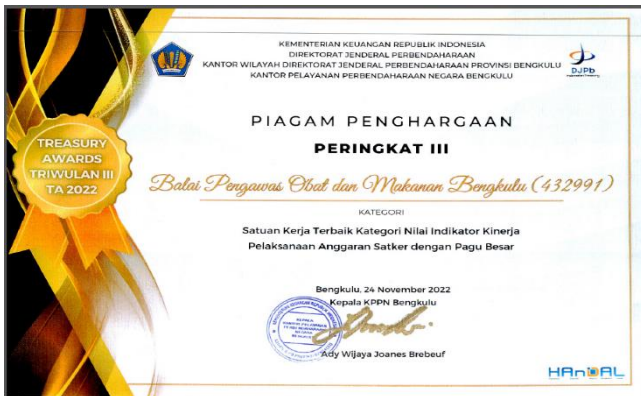 KEMENTERIAN KEUANGAN REPUBLIK INDONESIA
DIREKTORAT JENDERAL PERBENDAHARAAN
KANTOR WILAYAH DIREKTORAT JENDERAL PERBENDAHARAAN PROVINSI BENGKULU
KANTOR PELAYANAN PERBENDAHARAAN NEGARA BENGKULU
DJPb
PIAGAM PENGHARGAAN
PERINGKAT III
TREASURY
AWARDS
TRIWULAN III
TA 2022
Balai Pengawas Obat dan Makanan Bengkulu (432991)
KATEGORI
Satuan Kerja Terbaik Kategori Nilai Indikator Kinerja
Pelaksanaan Anggaran Satker dengan Pagu Besar
Bengkulu, 24 November 2022
Kepala KPPN Bengkulu
Ady Wijaya Joanes Brebeuf
HAnDAL